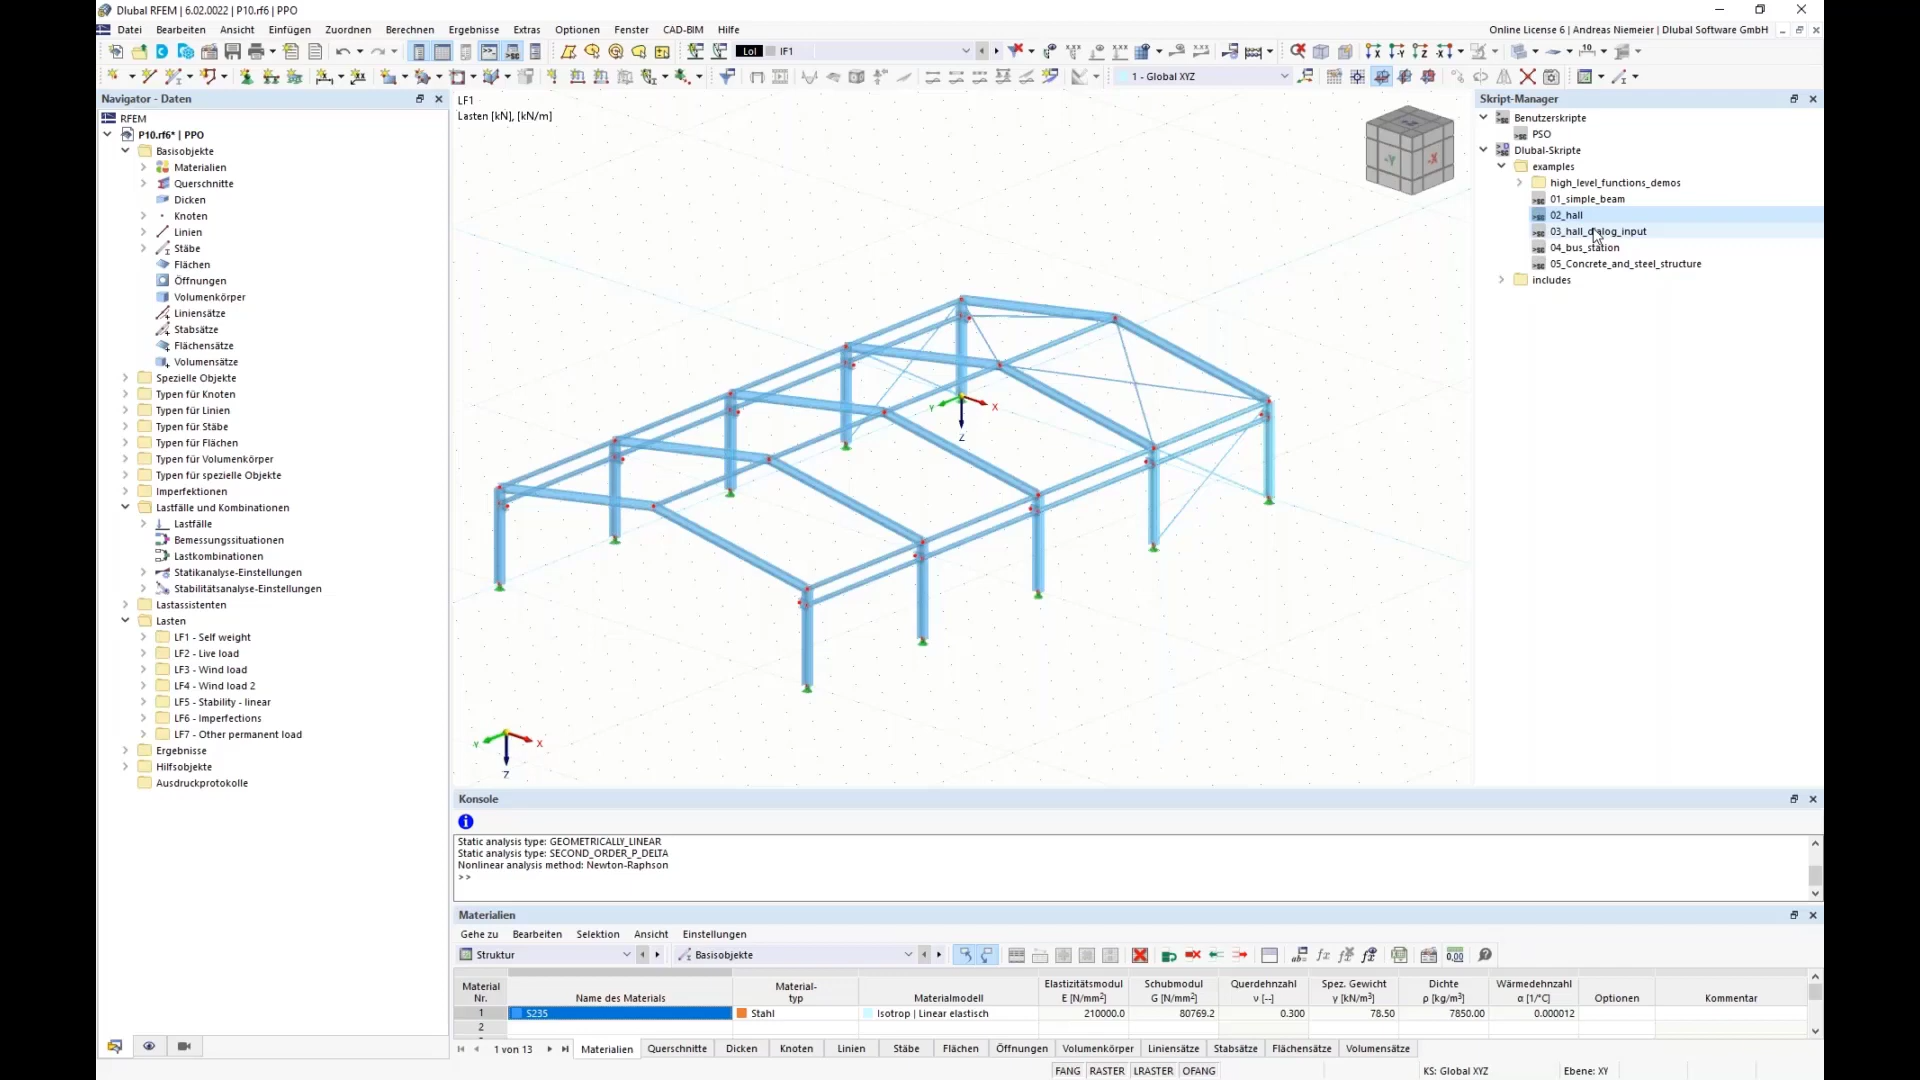 Dlubal RFEM | 6.02.0022 | P10.rf6 | PPO
Datei Bearbeiten Ansicht Einfügen Zuordnen Berechnen Ergebnisse Extras Optionen Fenster CAD-BIM Hilfe
Online License 6 | Andreas Niemeier | Dlubal Software GmbH
LoI IF1
1 - Global XYZ
Navigator - Daten
RFEM
P10.rf6* | PPO
Basisobjekte
Materialien
Querschnitte
Dicken
Knoten
Linien
Stäbe
Flächen
Öffnungen
Volumenkörper
Liniensätze
Stabsätze
Flächensätze
Volumensätze
Spezielle Objekte
Typen für Knoten
Typen für Linien
Typen für Stäbe
Typen für Flächen
Typen für Volumenkörper
Typen für spezielle Objekte
Imperfektionen
Lastfälle und Kombinationen
Lastfälle
Bemessungssituationen
Lastkombinationen
Statikanalyse-Einstellungen
Stabilitätsanalyse-Einstellungen
Lastassistenten
Lasten
LF1 - Self weight
LF2 - Live load
LF3 - Wind load
LF4 - Wind load 2
LF5 - Stability - linear
LF6 - Imperfections
LF7 - Other permanent load
Ergebnisse
Hilfsobjekte
Ausdruckprotokolle
LF1
Lasten [kN], [kN/m]
-Y -X
Y X
Z
Y X
Z
Skript-Manager
Benutzerskripte
PSO
Dlubal-Skripte
examples
high_level_functions_demos
01_simple_beam
02_hall
03_hall_dialog_input
04_bus_station
05_Concrete_and_steel_structure
includes
Konsole
Static analysis type: GEOMETRICALLY_LINEAR
Static analysis type: SECOND_ORDER_P_DELTA
Nonlinear analysis method: Newton-Raphson
>>
Materialien
Gehe zu Bearbeiten Selektion Ansicht Einstellungen
Struktur Basisobjekte
Material Nr. Name des Materials Material-typ Materialmodell Elastizitätsmodul E [N/mm²] Schubmodul G [N/mm²] Querdehnzahl ν [--] Spez. Gewicht γ [kN/m³] Dichte ρ [kg/m³] Wärmedehnzahl α [1/°C] Optionen Kommentar
1 S235 Stahl Isotrop | Linear elastisch 210000.0 80769.2 0.300 78.50 7850.00 0.000012
2
1 von 13 Materialien Querschnitte Dicken Knoten Linien Stäbe Flächen Öffnungen Volumenkörper Liniensätze Stabsätze Flächensätze Volumensätze
FANG RASTER LRASTER OFANG KS: Global XYZ Ebene: XY